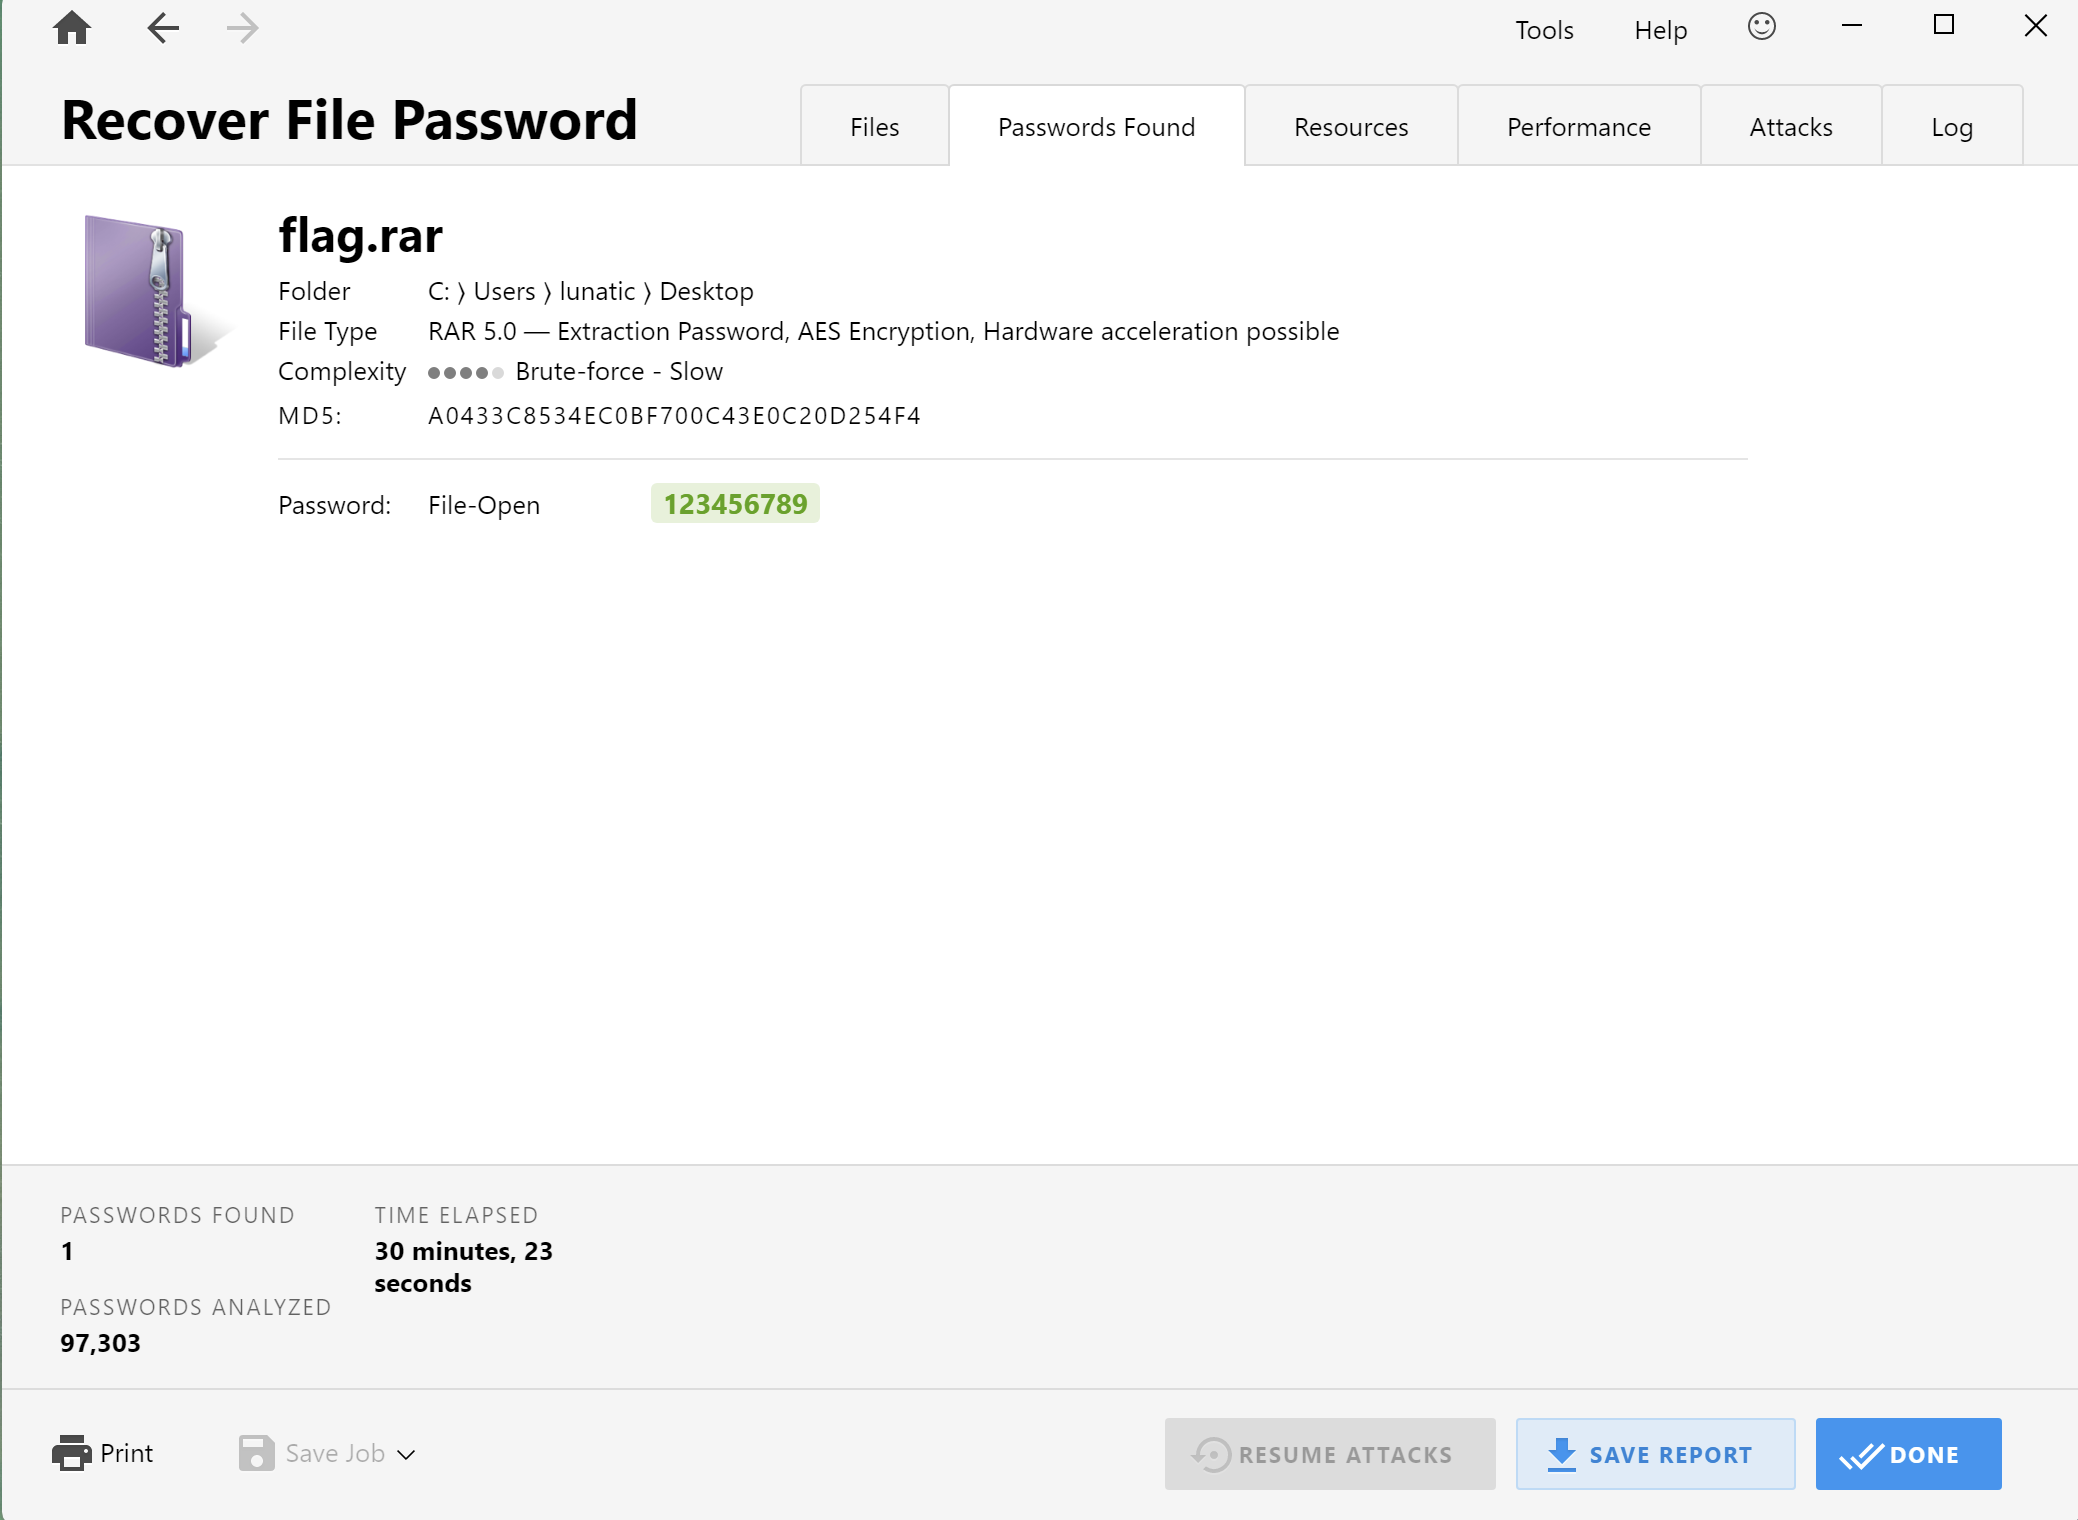 Tools Help
Recover File Password
Files Passwords Found Resources Performance Attacks Log
flag.rar
Folder C: ⟩ Users ⟩ lunatic ⟩ Desktop
File Type RAR 5.0 — Extraction Password, AES Encryption, Hardware acceleration possible
Complexity Brute-force - Slow
MD5: A0433C8534EC0BF700C43E0C20D254F4
Password: File-Open 123456789
PASSWORDS FOUND
1
TIME ELAPSED
30 minutes, 23
seconds
PASSWORDS ANALYZED
97,303
Print Save Job RESUME ATTACKS SAVE REPORT DONE